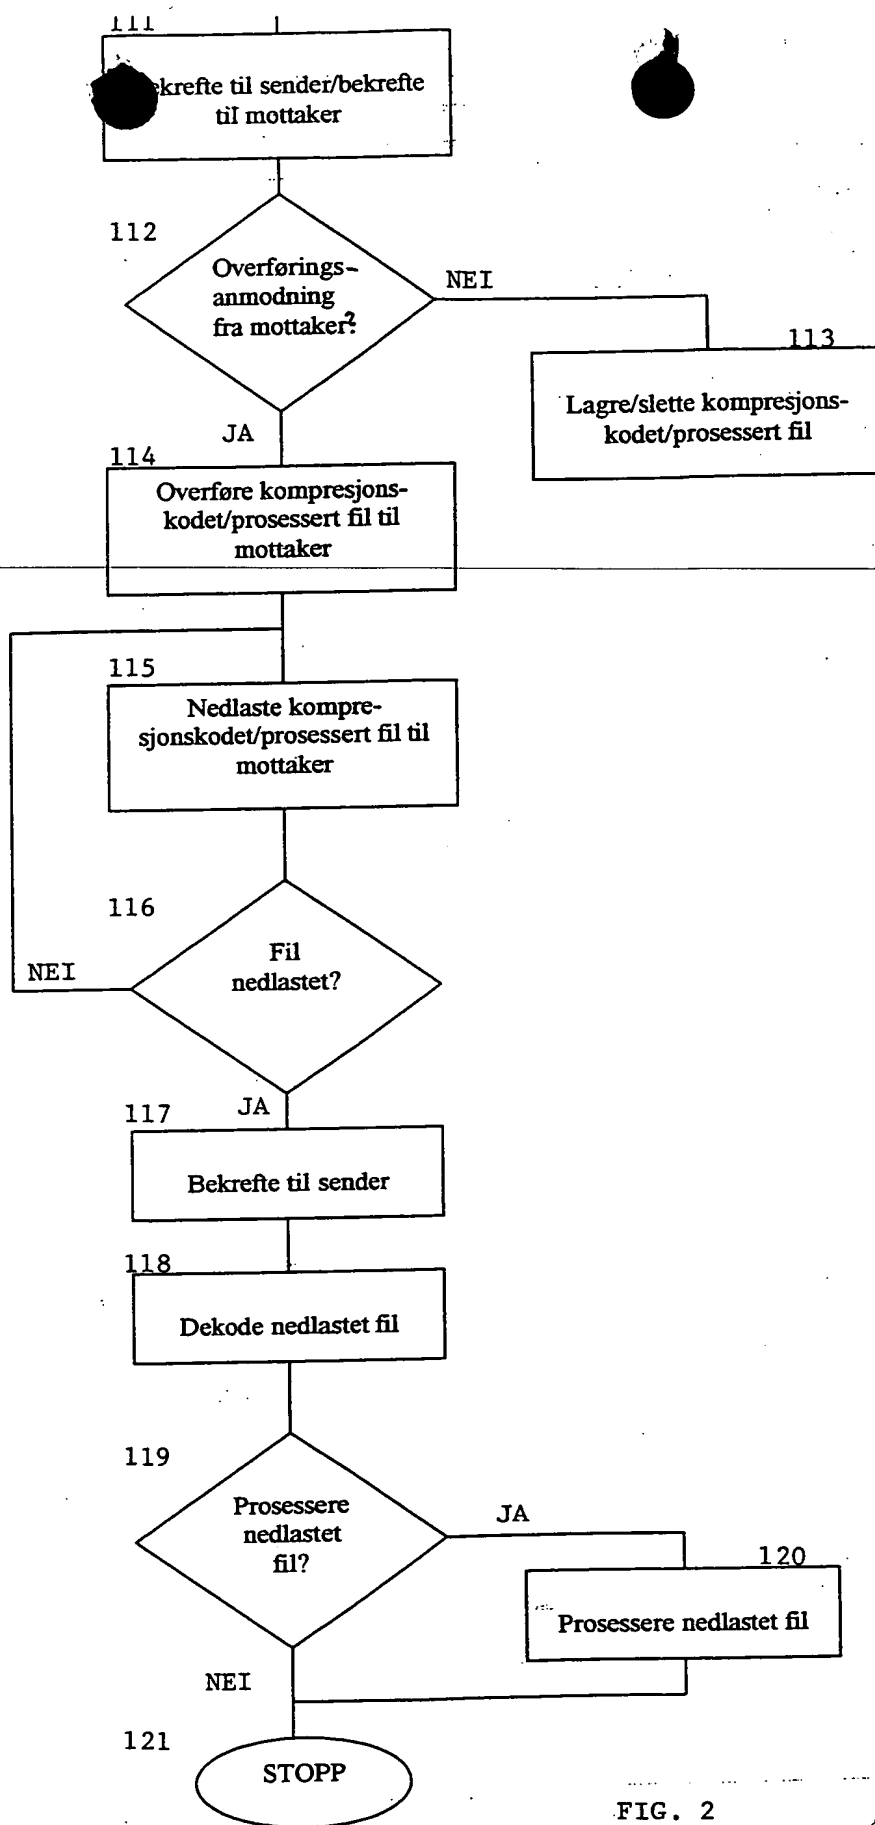 111
ekrefte til sender/bekrefte
til mottaker
112
Overførings-
anmodning
fra mottaker?
NEI
113
Lagre/slette kompresjons-
kodet/prosessert fil
JA
114
Overføre kompresjons-
kodet/prosessert fil til
mottaker
115
Nedlaste kompre-
sjonskodet/prosessert fil til
mottaker
116
Fil
nedlastet?
NEI
JA
117
Bekrefte til sender
118
Dekode nedlastet fil
119
Prosessere
nedlastet
fil?
JA
120
Prosessere nedlastet fil
NEI
121
STOPP
FIG. 2